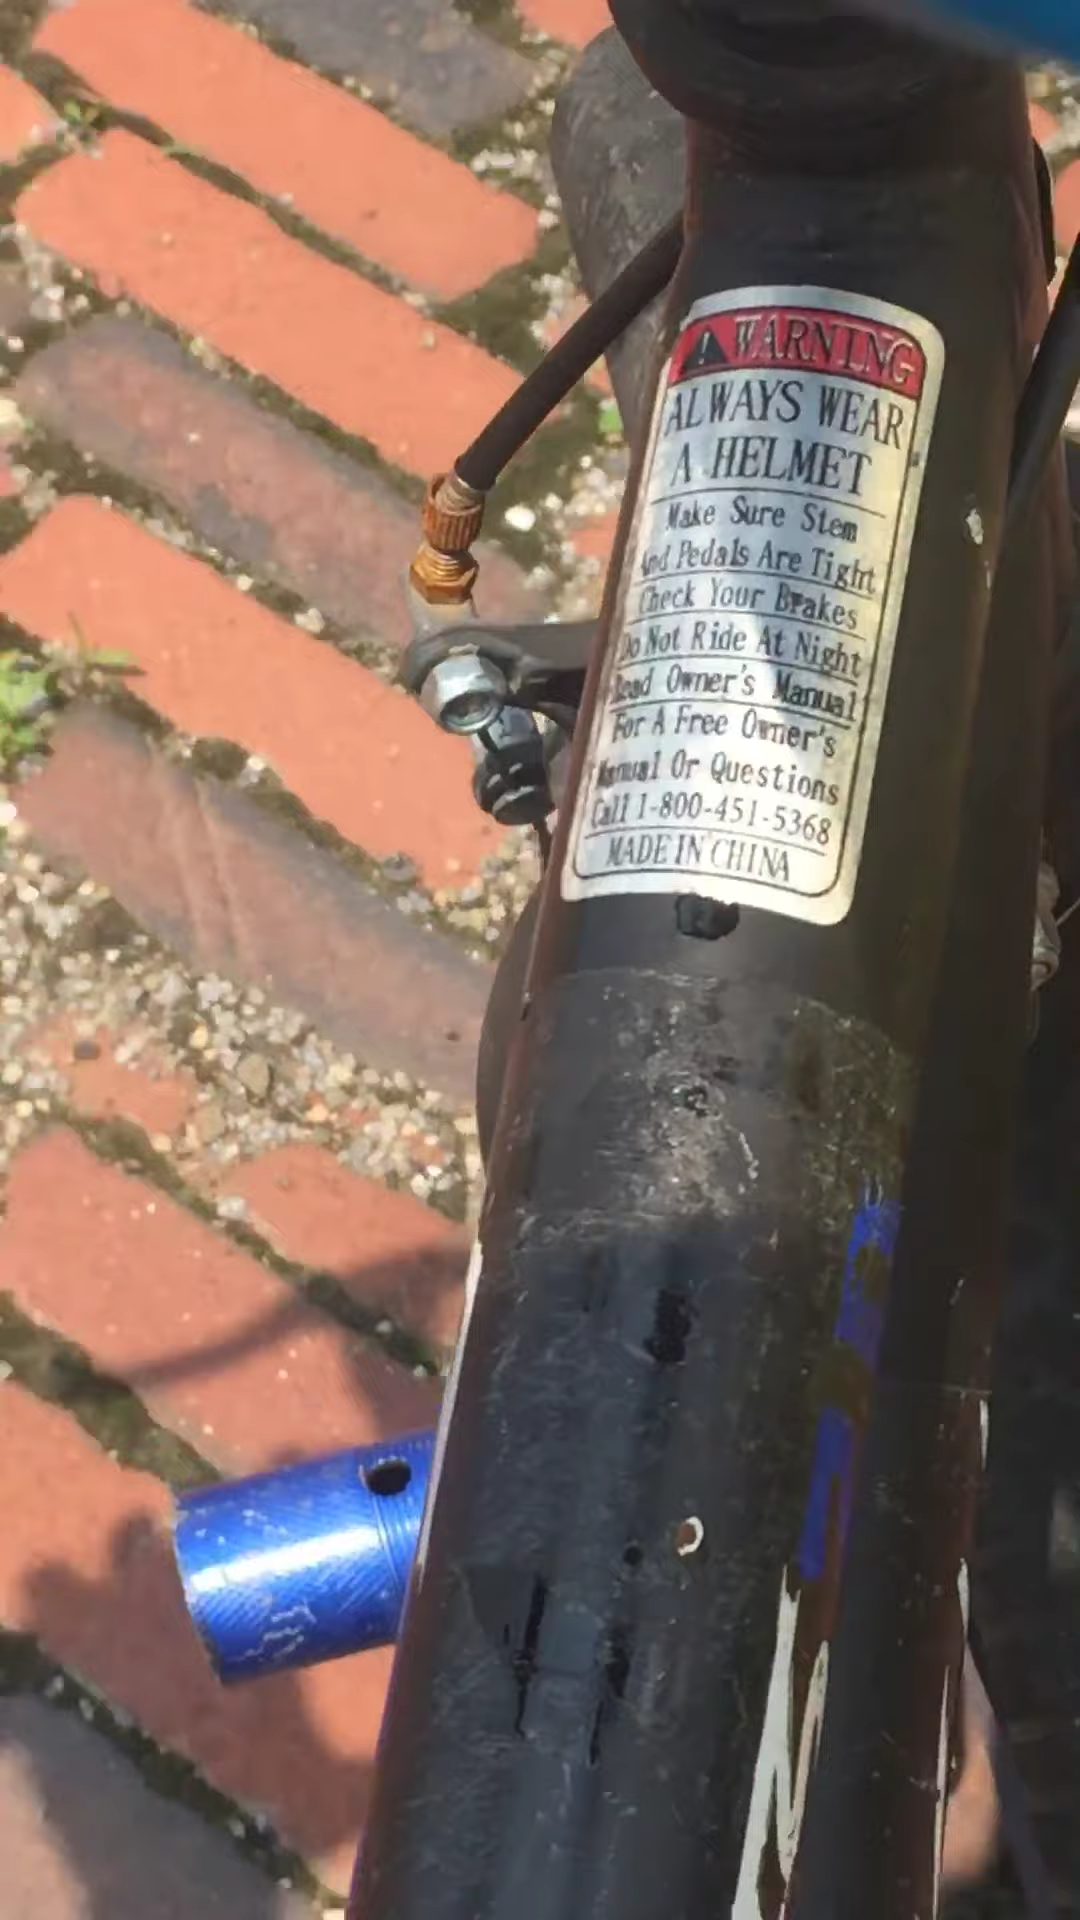 WARNING
ALWAYS WEAR
A HELMET
Make Sure Stem
And Pedals Are Tight
Check Your Brakes
Do Not Ride At Night
Read Owner's Manual
For A Free Owner's
Manual Or Questions
Call 1-800-451-5368
MADE IN CHINA